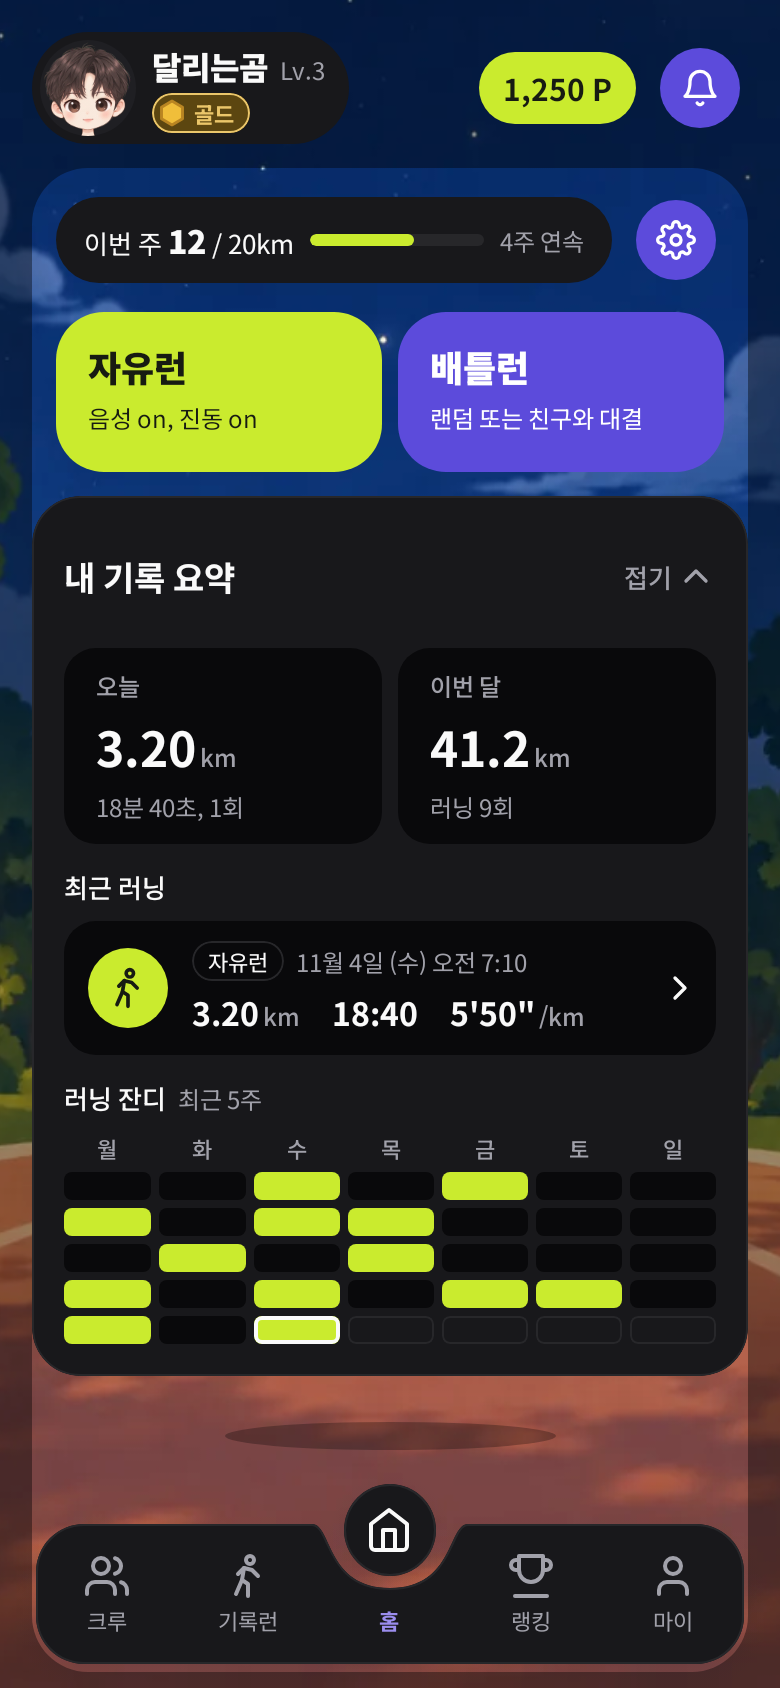 달리는곰 Lv.3
골드
1,250 P
이번 주 12 / 20km 4주 연속
자유런
음성 on, 진동 on
배틀런
랜덤 또는 친구와 대결
내 기록 요약 접기
오늘
3.20 km
18분 40초, 1회
이번 달
41.2 km
러닝 9회
최근 러닝
자유런 11월 4일 (수) 오전 7:10
3.20 km 18:40 5'50" /km
러닝 잔디 최근 5주
월 화 수 목 금 토 일
크루 기록런 홈 랭킹 마이